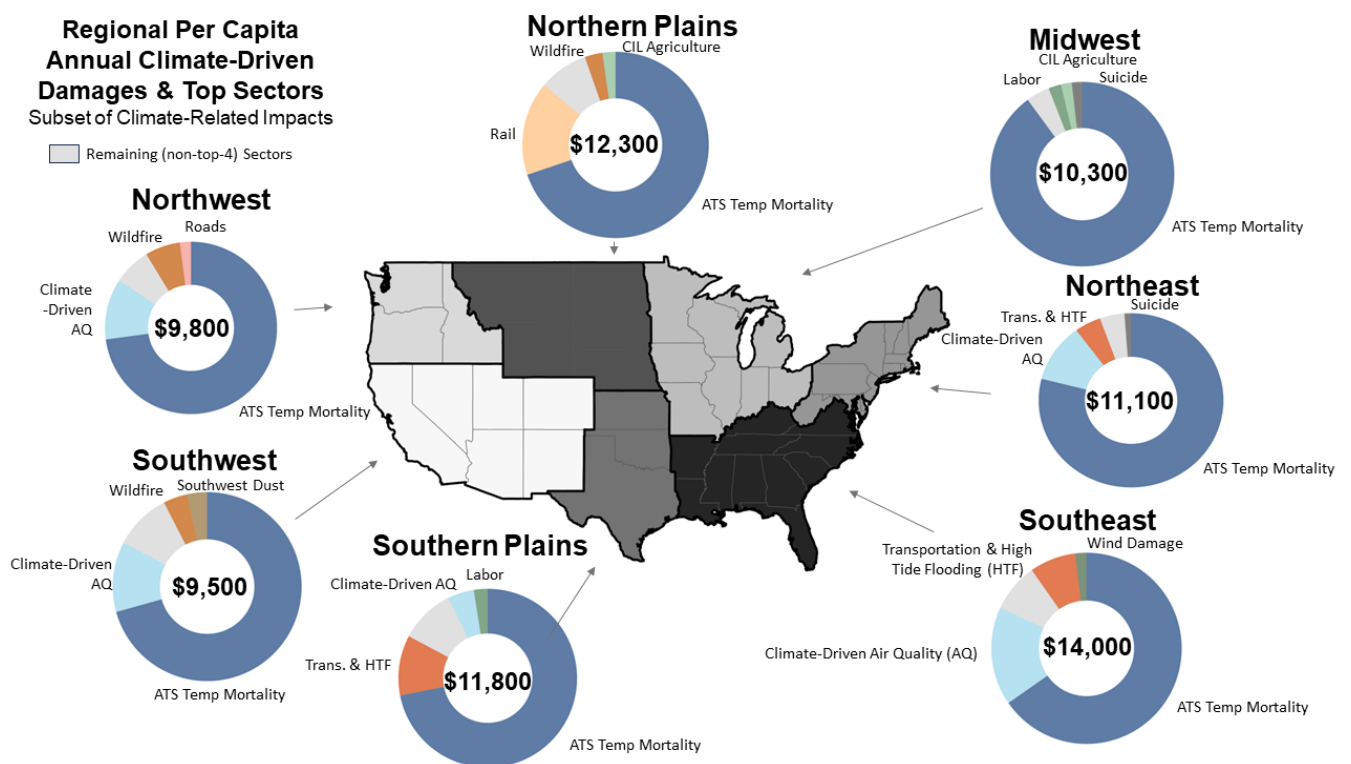 Regional Per Capita
Annual Climate-Driven
Damages & Top Sectors
Subset of Climate-Related Impacts
Remaining (non-top-4) Sectors
Northern Plains
Wildfire
CIL Agriculture
Rail
$12,300
ATS Temp Mortality
Midwest
CIL Agriculture
Labor
Suicide
$10,300
ATS Temp Mortality
Northwest
Roads
Wildfire
Climate
-Driven
AQ
$9,800
ATS Temp Mortality
Northeast
Suicide
Trans. & HTF
Climate-Driven
AQ
$11,100
ATS Temp Mortality
Southwest
Wildfire
Southwest Dust
Climate-Driven
AQ
$9,500
ATS Temp Mortality
Southern Plains
Climate-Driven AQ
Labor
Trans. & HTF
$11,800
ATS Temp Mortality
Southeast
Wind Damage
Transportation & High
Tide Flooding (HTF)
Climate-Driven Air Quality (AQ)
$14,000
ATS Temp Mortality